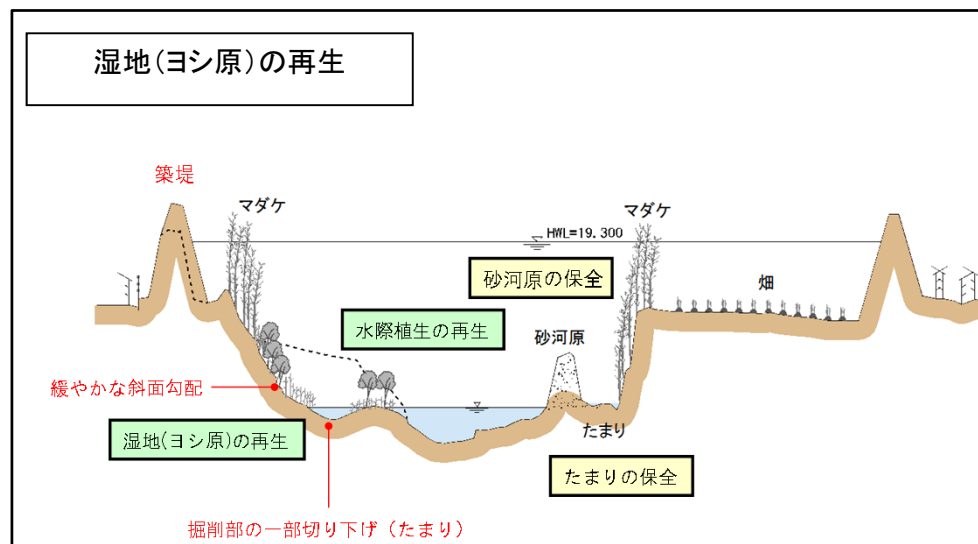 湿地(ヨシ原)の再生
築堤
マダケ
マダケ
HWL=19.300
砂河原の保全
畑
水際植生の再生
砂河原
緩やかな斜面勾配
たまり
湿地(ヨシ原)の再生
たまりの保全
掘削部の一部切り下げ（たまり）